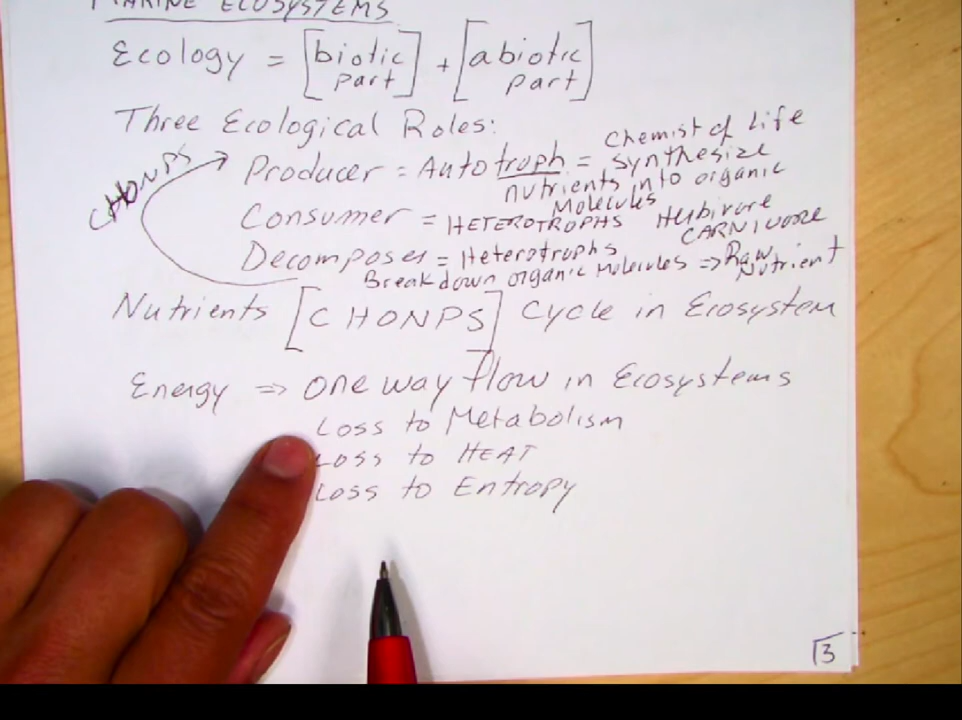 MARINE ECOSYSTEMS
Ecology = [biotic part] + [abiotic part]
Three Ecological Roles:
CHONPS
Producer = Autotroph = Chemist of Life
synthesize
nutrients into organic
Molecules
Consumer = HETEROTROPHS Herbivore
CARNIVORE
Decomposer = Heterotrophs
Breakdown organic Molecules => Raw
Nutrient
Nutrients [CHONPS] Cycle in Ecosystem
Energy => one way flow in Ecosystems
Loss to Metabolism
Loss to HEAT
Loss to Entropy
3